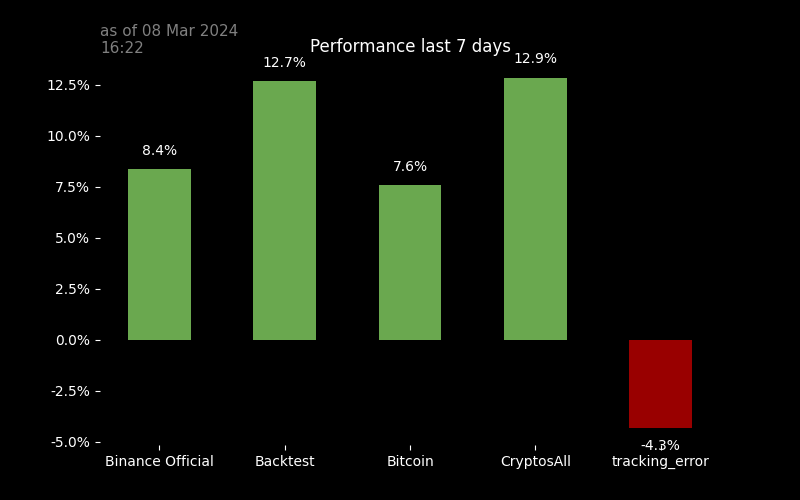 as of 08 Mar 2024
16:22
Performance last 7 days
12.7%
12.9%
8.4%
7.6%
-4.3%
12.5%
10.0%
7.5%
5.0%
2.5%
0.0%
-2.5%
-5.0%
Binance Official
Backtest
Bitcoin
CryptosAll
tracking_error